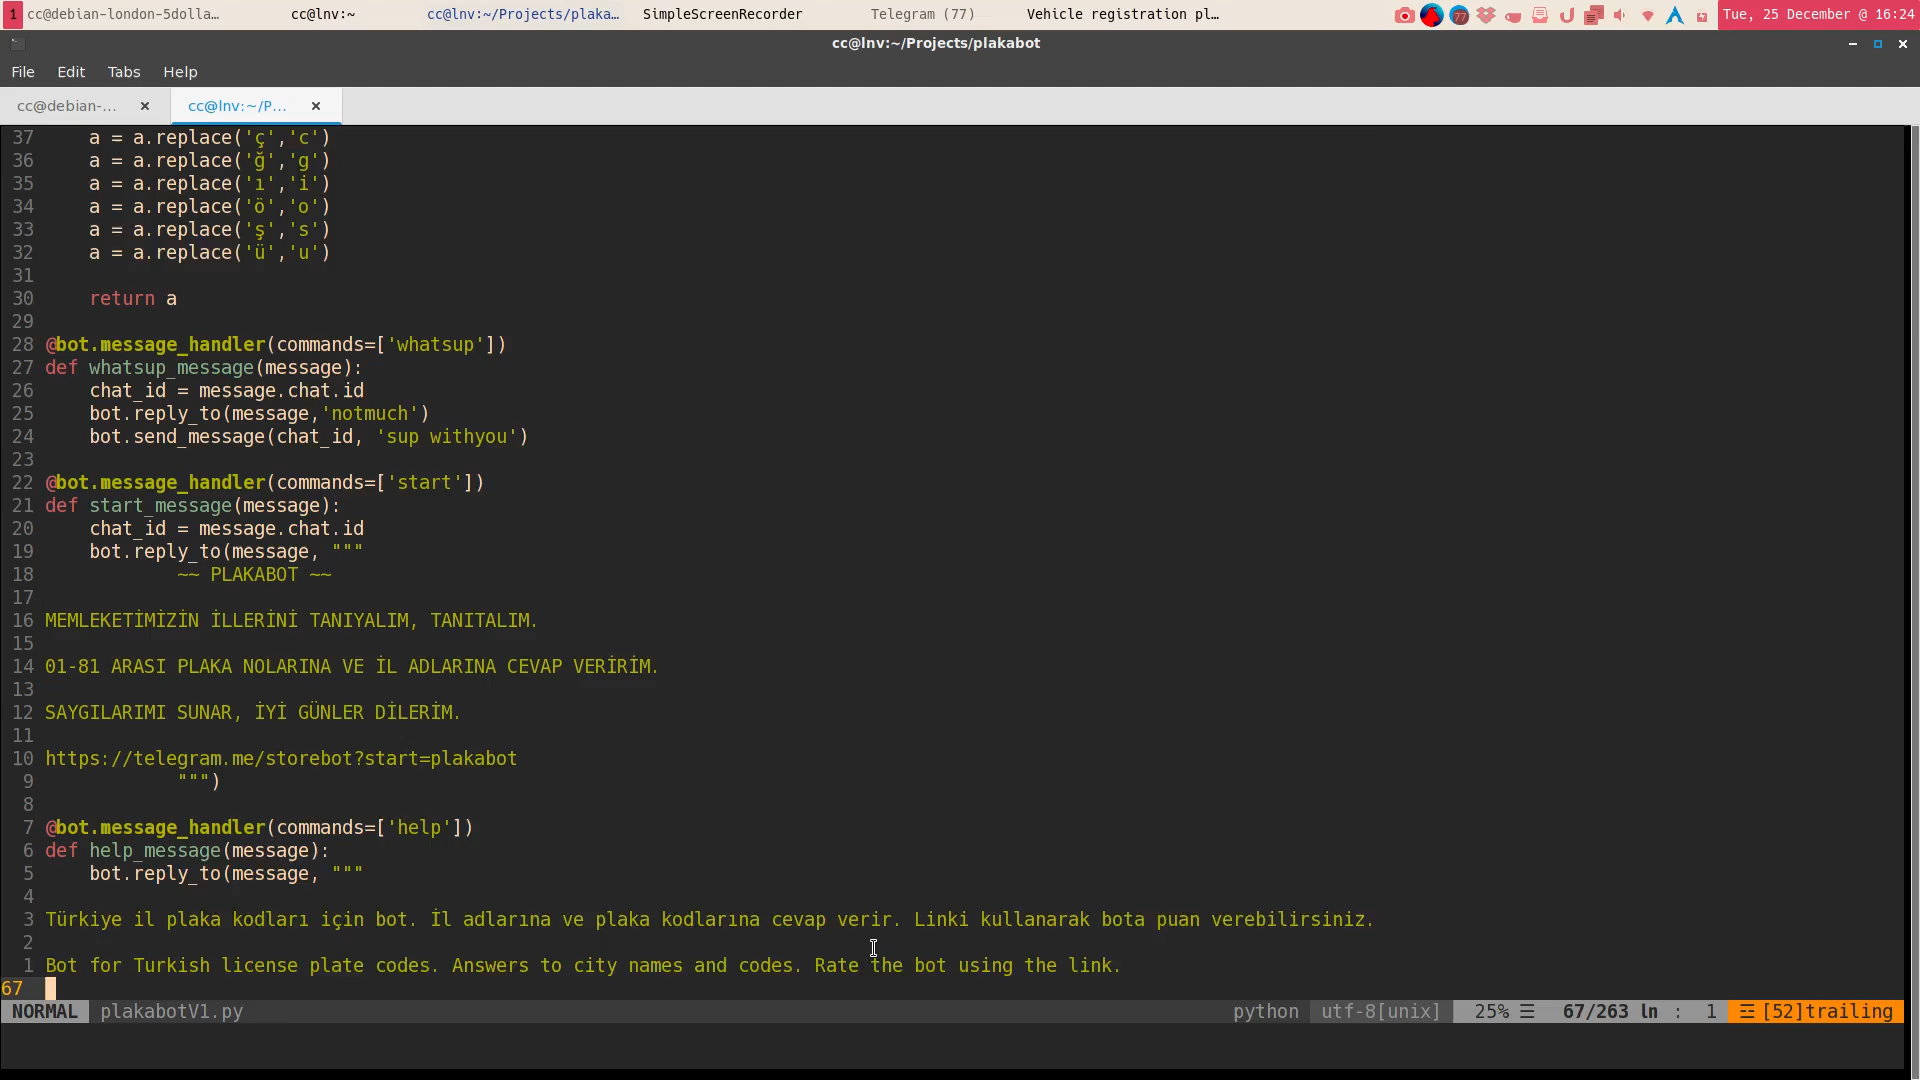 1 cc@debian-london-5dolla… cc@lnv:~ cc@lnv:~/Projects/plaka… SimpleScreenRecorder Telegram (77) Vehicle registration pl… 77 Tue, 25 December @ 16:24
cc@lnv:~/Projects/plakabot
File Edit Tabs Help
cc@debian-… cc@lnv:~/P…
37     a = a.replace('ç','c')
36     a = a.replace('ğ','g')
35     a = a.replace('ı','i')
34     a = a.replace('ö','o')
33     a = a.replace('ş','s')
32     a = a.replace('ü','u')
31
30     return a
29
28 @bot.message_handler(commands=['whatsup'])
27 def whatsup_message(message):
26     chat_id = message.chat.id
25     bot.reply_to(message,'notmuch')
24     bot.send_message(chat_id, 'sup withyou')
23
22 @bot.message_handler(commands=['start'])
21 def start_message(message):
20     chat_id = message.chat.id
19     bot.reply_to(message, """
18             ~~ PLAKABOT ~~
17
16 MEMLEKETİMİZİN İLLERİNİ TANIYALIM, TANITALIM.
15
14 01-81 ARASI PLAKA NOLARINA VE İL ADLARINA CEVAP VERİRİM.
13
12 SAYGILARIMI SUNAR, İYİ GÜNLER DİLERİM.
11
10 https://telegram.me/storebot?start=plakabot
9             """)
8
7 @bot.message_handler(commands=['help'])
6 def help_message(message):
5     bot.reply_to(message, """
4
3 Türkiye il plaka kodları için bot. İl adlarına ve plaka kodlarına cevap verir. Linki kullanarak bota puan verebilirsiniz.
2
1 Bot for Turkish license plate codes. Answers to city names and codes. Rate the bot using the link.
67
NORMAL plakabotV1.py python utf-8[unix] 25% ☰ 67/263 ln : 1 ☲ [52]trailing